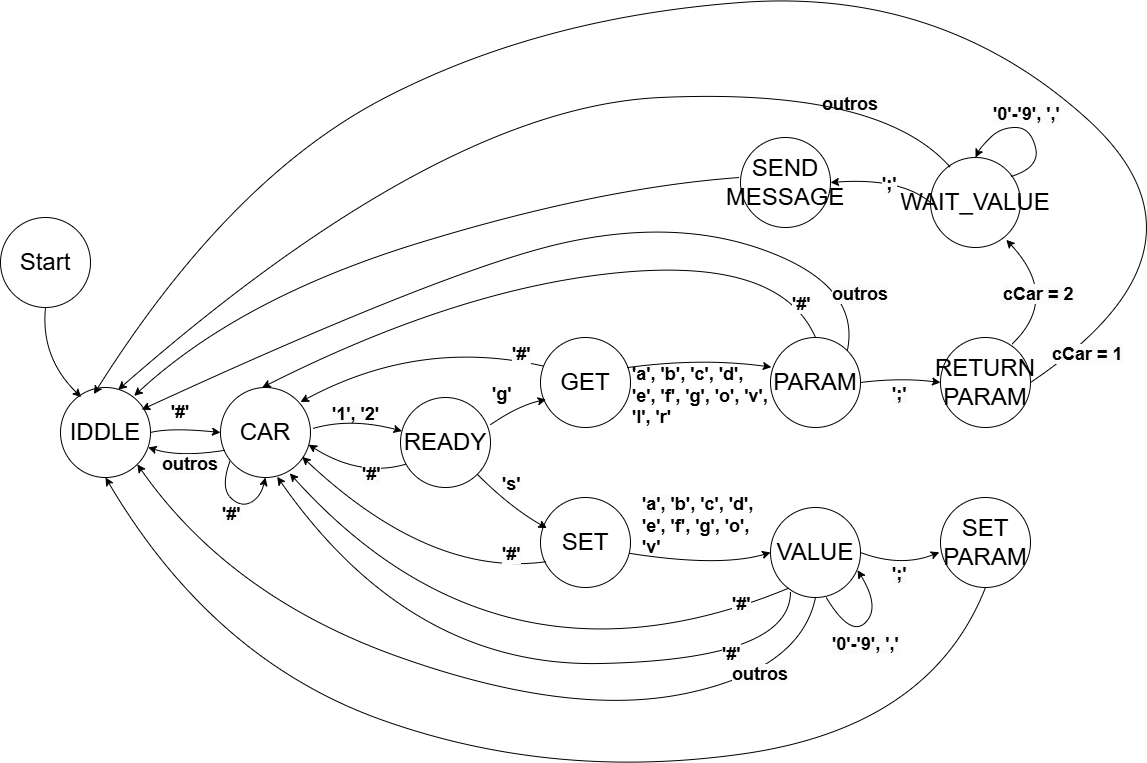 outros
'0'-'9', ','
SEND
MESSAGE
';'
WAIT_VALUE
Start
'#'
outros
cCar = 2
cCar = 1
'#'
GET
'a', 'b', 'c', 'd',
'e', 'f', 'g', 'o', 'v',
'l', 'r'
PARAM
';'
RETURN
PARAM
'g'
'#'
'1', '2'
IDDLE
CAR
READY
outros
'#'
'#'
's'
'a', 'b', 'c', 'd',
'e', 'f', 'g', 'o',
'v'
SET
'#'
VALUE
';'
SET
PARAM
'#'
'0'-'9', ','
'#'
outros